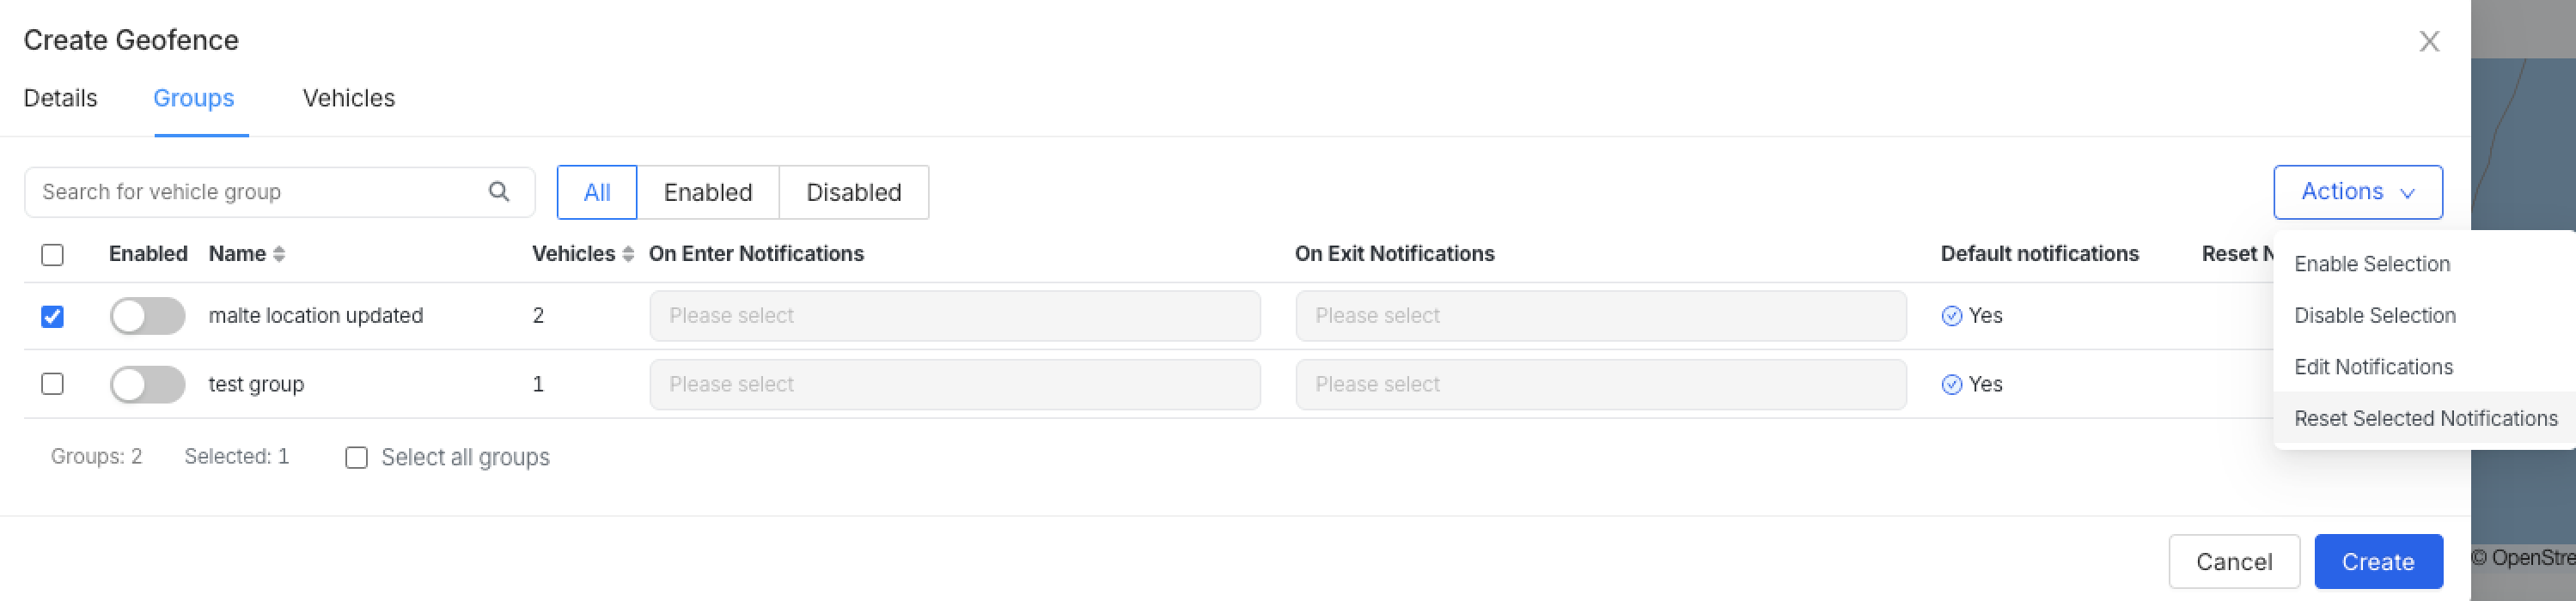 Create Geofence
Details Groups Vehicles
Search for vehicle group All Enabled Disabled Actions
Enabled Name Vehicles On Enter Notifications On Exit Notifications Default notifications Reset
malte location updated 2 Please select Please select Yes
test group 1 Please select Please select Yes
Enable Selection
Disable Selection
Edit Notifications
Reset Selected Notifications
Groups: 2 Selected: 1 Select all groups
Cancel Create
© OpenStre